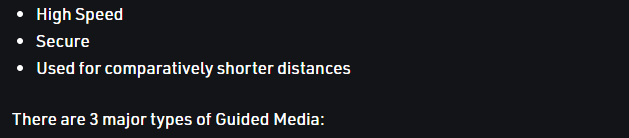 • High Speed
• Secure
• Used for comparatively shorter distances
There are 3 major types of Guided Media: